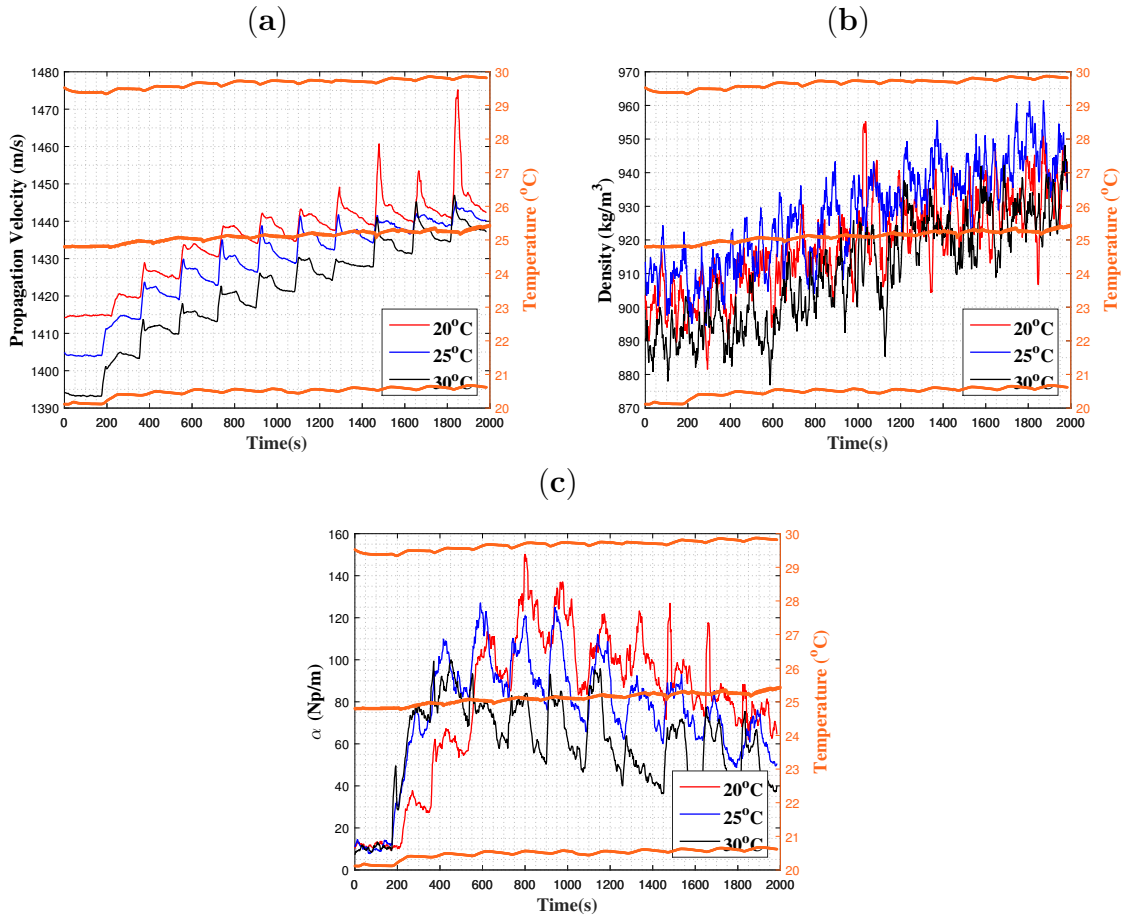 (a)
1480
1470
1460
1450
1440
1430
1420
1410
1400
1390
Propagation Velocity (m/s)
0 200 400 600 800 1000 1200 1400 1600 1800 2000
Time(s)
30
29
28
27
26
25
24
23
22
21
20
Temperature (°C)
20°C
25°C
30°C
(b)
970
960
950
940
930
920
910
900
890
880
870
Density (kg/m³)
0 200 400 600 800 1000 1200 1400 1600 1800 2000
Time(s)
30
29
28
27
26
25
24
23
22
21
20
Temperature (°C)
20°C
25°C
30°C
(c)
160
140
120
100
80
60
40
20
10
0
α (Np/m)
0 200 400 600 800 1000 1200 1400 1600 1800 2000
Time(s)
30
29
28
27
26
25
24
23
22
21
20
Temperature (°C)
20°C
25°C
30°C